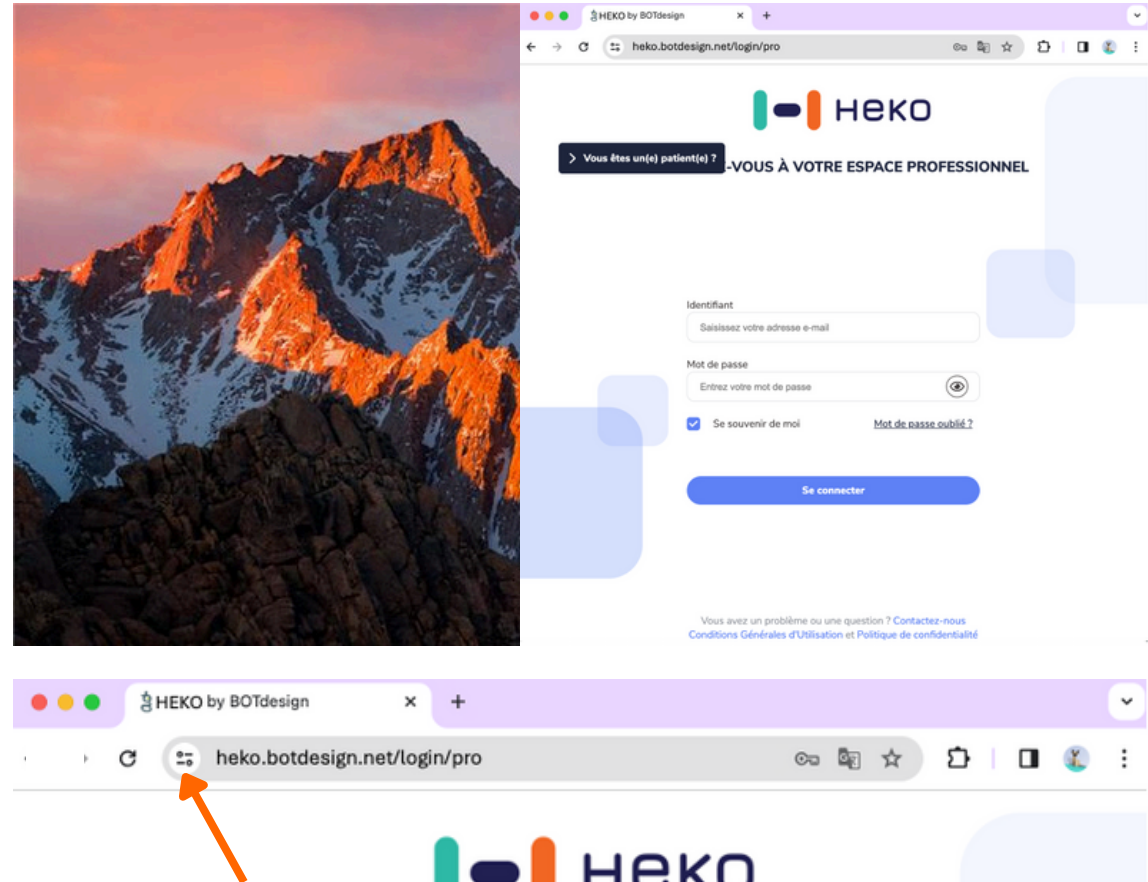 HEKO by BOTdesign
heko.botdesign.net/login/pro
HEKO
Vous êtes un(e) patient(e) ?
-VOUS À VOTRE ESPACE PROFESSIONNEL
Identifiant
Saisissez votre adresse e-mail
Mot de passe
Entrez votre mot de passe
Se souvenir de moi Mot de passe oublié ?
Se connecter
Vous avez un problème ou une question ? Contactez-nous
Conditions Générales d'Utilisation et Politique de confidentialité
HEKO by BOTdesign
heko.botdesign.net/login/pro
HEKO